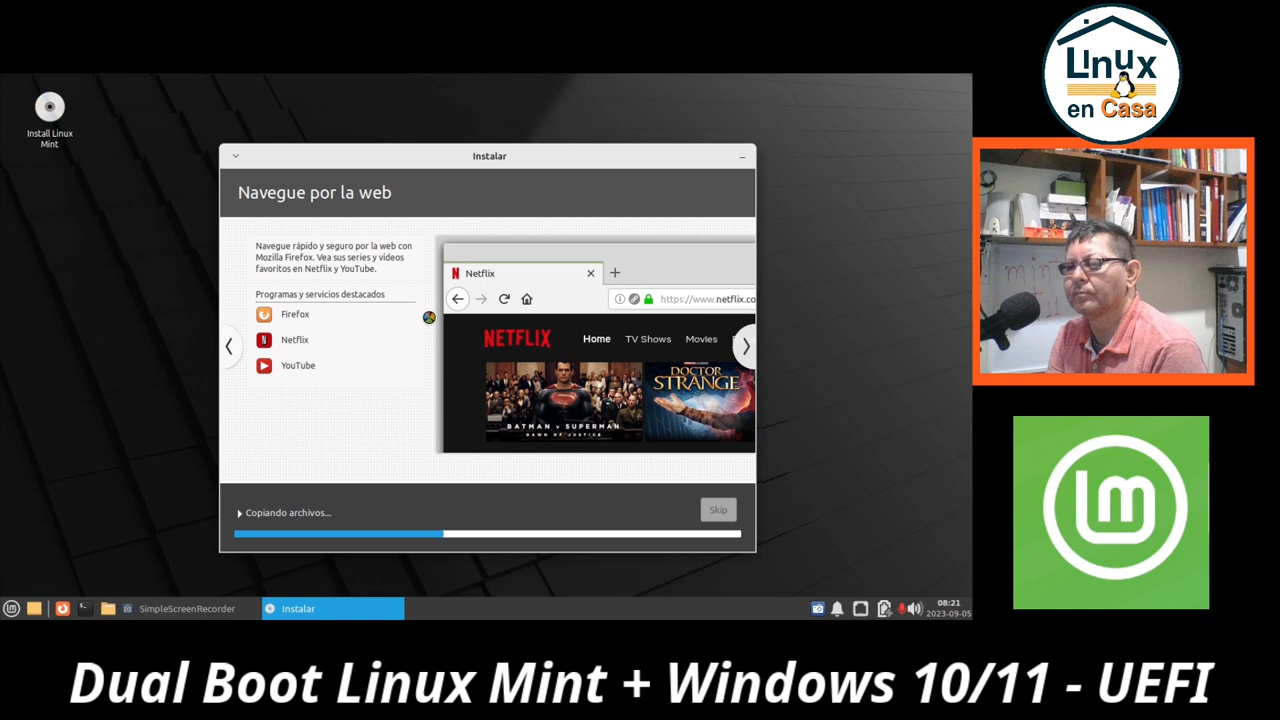 Linux
en Casa
Install Linux
Mint
Instalar
Navegue por la web
Navegue rápido y seguro por la web con
Mozilla Firefox. Vea sus series y videos
favoritos en Netflix y YouTube.
Programas y servicios destacados
Firefox
Netflix
YouTube
Netflix
https://www.netflix.co
NETFLIX
Home TV Shows Movies
BATMAN v SUPERMAN
DAWN OF JUSTICE
DOCTOR
STRANGE
Copiando archivos...
Skip
SimpleScreenRecorder
Instalar
08:21
2023-09-05
Dual Boot Linux Mint + Windows 10/11 - UEFI